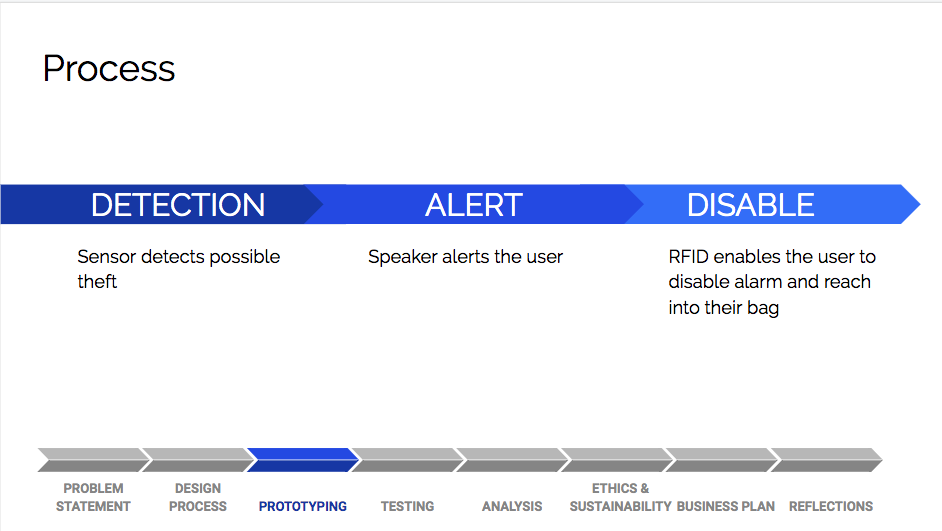 Process
DETECTION
ALERT
DISABLE
Sensor detects possible
theft
Speaker alerts the user
RFID enables the user to
disable alarm and reach
into their bag
PROBLEM
STATEMENT
DESIGN
PROCESS
PROTOTYPING
TESTING
ANALYSIS
ETHICS &
SUSTAINABILITY
BUSINESS PLAN
REFLECTIONS